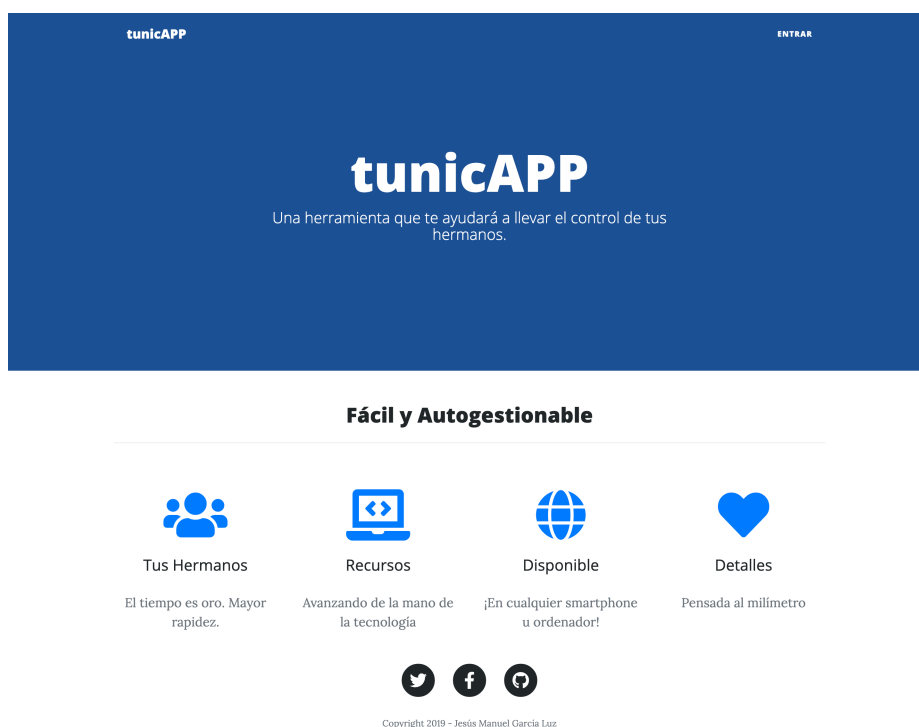 tunicAPP
ENTRAR
tunicAPP
Una herramienta que te ayudará a llevar el control de tus
hermanos.
Fácil y Autogestionable
Tus Hermanos
El tiempo es oro. Mayor
rapidez.
Recursos
Avanzando de la mano de
la tecnología
Disponible
¡En cualquier smartphone
u ordenador!
Detalles
Pensada al milímetro
Copyright 2019 - Jesús Manuel García Luz